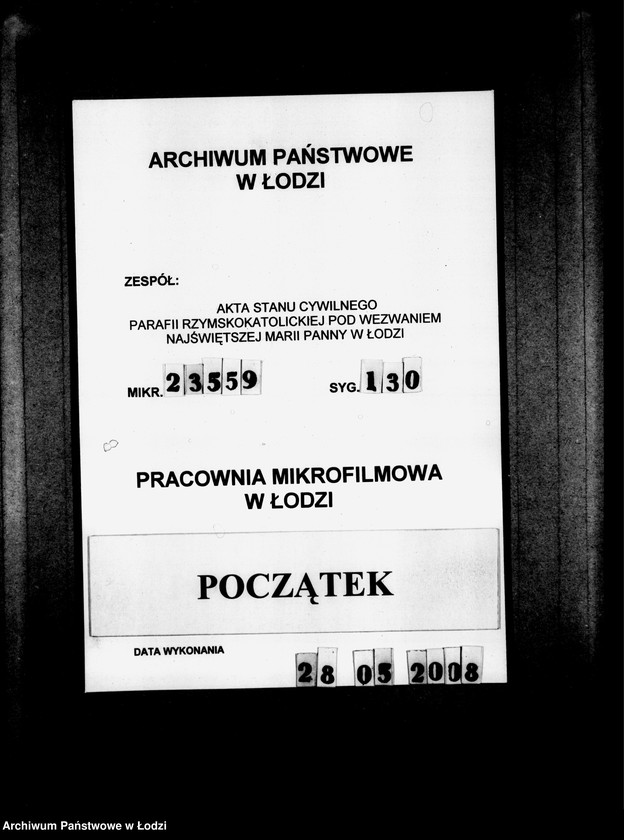 ARCHIWUM PAŃSTWOWE
W ŁODZI
ZESPÓŁ:
AKTA STANU CYWILNEGO
PARAFII RZYMSKOKATOLICKIEJ POD WEZWANIEM
NAJŚWIĘTSZEJ MARII PANNY W ŁODZI
MIKR. 23559 SYG. 130
PRACOWNIA MIKROFILMOWA
W ŁODZI
POCZĄTEK
DATA WYKONANIA 28 05 2008
Archiwum Państwowe w Łodzi